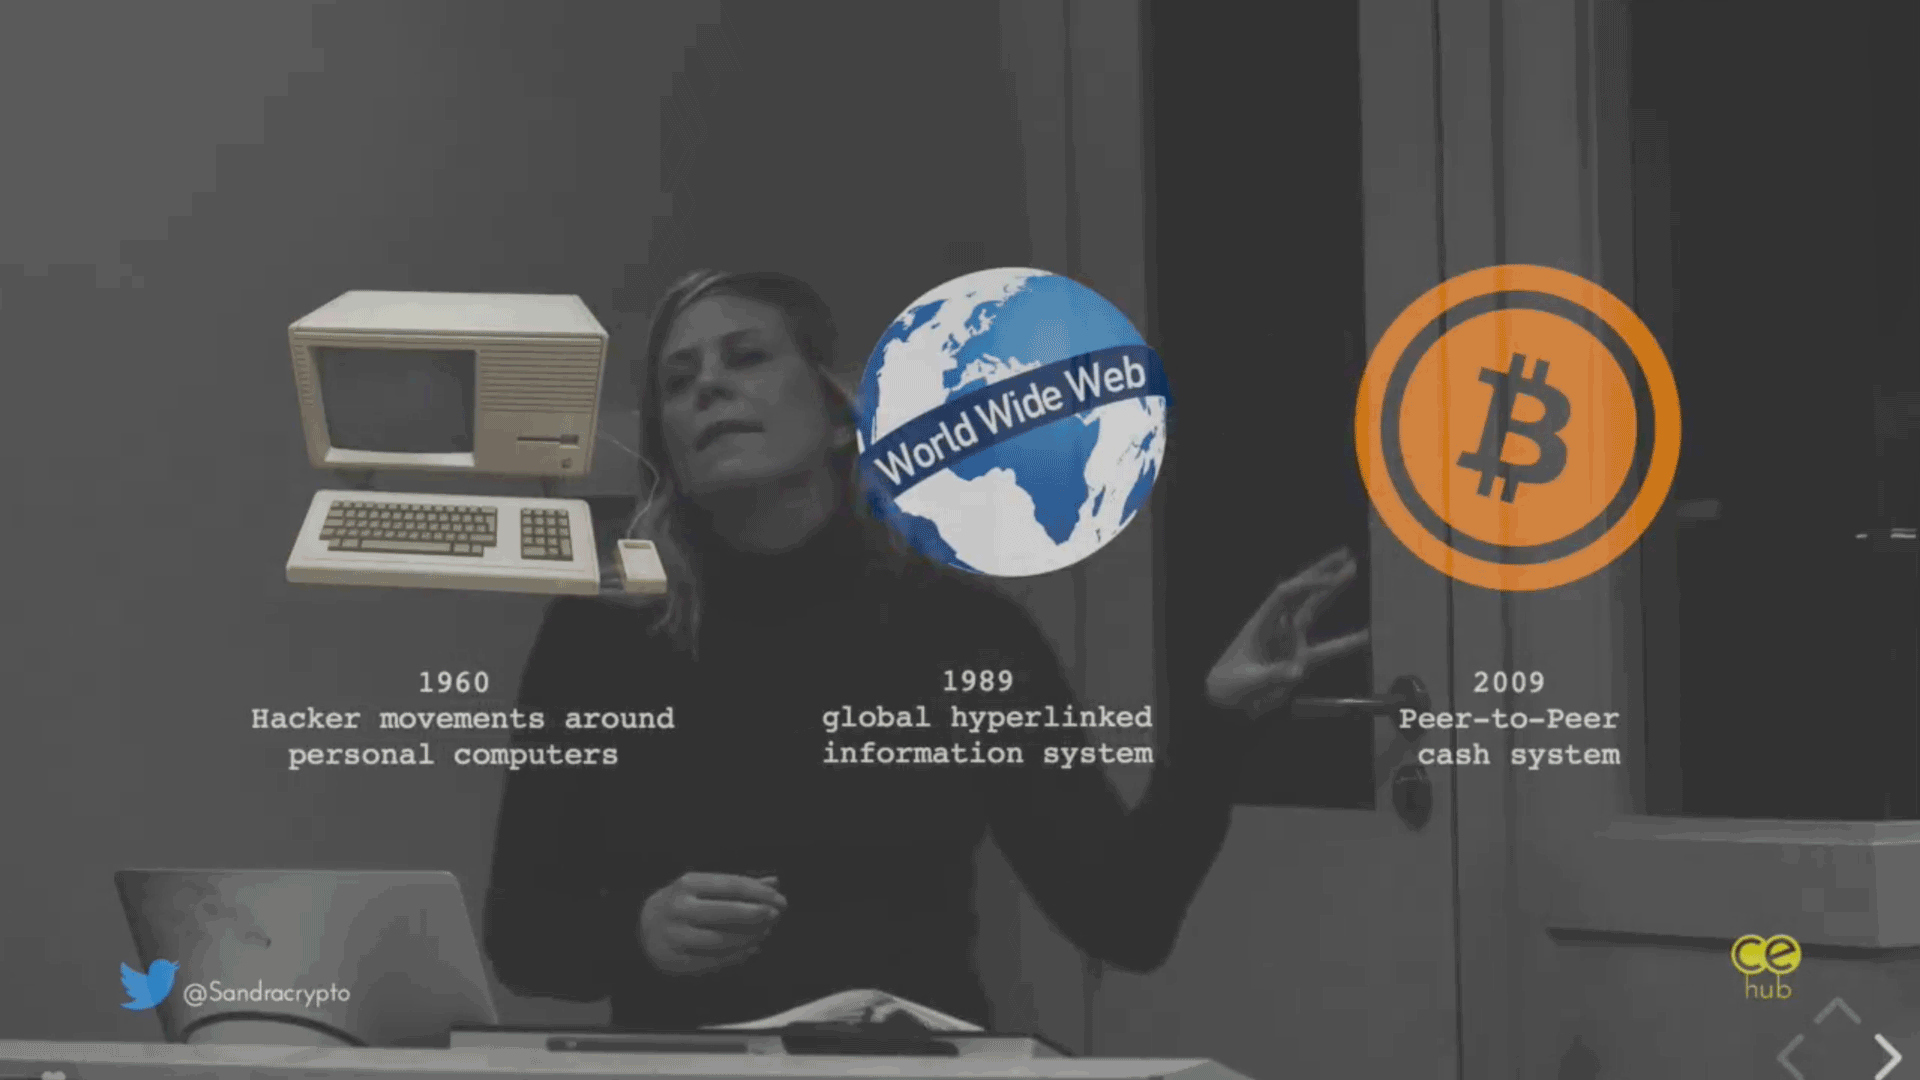 World Wide Web
1960
Hacker movements around
personal computers
1989
global hyperlinked
information system
2009
Peer-to-Peer
cash system
@Sandracrypto
ce
hub